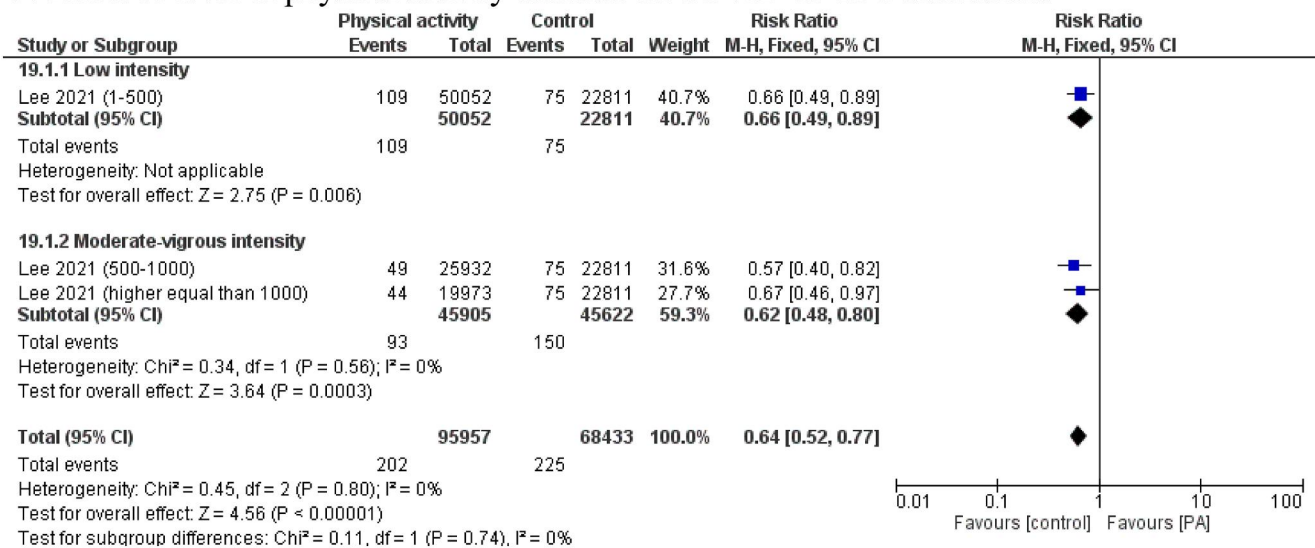 Physical activity Control Risk Ratio Risk Ratio
Study or Subgroup Events Total Events Total Weight M-H, Fixed, 95% CI M-H, Fixed, 95% CI
19.1.1 Low intensity
Lee 2021 (1-500) 109 50052 75 22811 40.7% 0.66 [0.49, 0.89]
Subtotal (95% CI) 50052 22811 40.7% 0.66 [0.49, 0.89]
Total events 109 75
Heterogeneity: Not applicable
Test for overall effect: Z = 2.75 (P = 0.006)
19.1.2 Moderate-vigrous intensity
Lee 2021 (500-1000) 49 25932 75 22811 31.6% 0.57 [0.40, 0.82]
Lee 2021 (higher equal than 1000) 44 19973 75 22811 27.7% 0.67 [0.46, 0.97]
Subtotal (95% CI) 45905 45622 59.3% 0.62 [0.48, 0.80]
Total events 93 150
Heterogeneity: Chi² = 0.34, df = 1 (P = 0.56); I² = 0%
Test for overall effect: Z = 3.64 (P = 0.0003)
Total (95% CI) 95957 68433 100.0% 0.64 [0.52, 0.77]
Total events 202 225
Heterogeneity: Chi² = 0.45, df = 2 (P = 0.80); I² = 0%
Test for overall effect: Z = 4.56 (P < 0.00001)
Test for subgroup differences: Chi² = 0.11, df = 1 (P = 0.74), I² = 0%
0.01 0.1 1 10 100
Favours [control] Favours [PA]